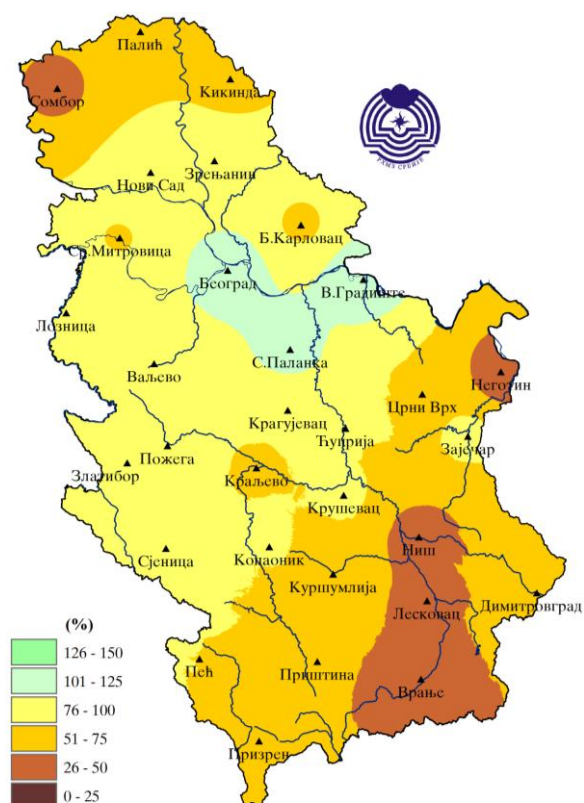 Палић
Кикинда
Сомбор
Зрењанин
Нови Сад
Б.Карловац
Ср.Митровица
Београд
В.Градиште
Лозница
С.Паланка
Ваљево
Неготин
Црни Врх
Крагујевац
Ћуприја
Зајечар
Пожега
Златибор
Краљево
Крушевац
Ниш
Сјеница
Копаоник
Куршумлија
Димитровград
Лесковац
Пећ
Приштина
Врање
Призрен
(%)
126 - 150
101 - 125
76 - 100
51 - 75
26 - 50
0 - 25
РХМЗ СРБИЈЕ